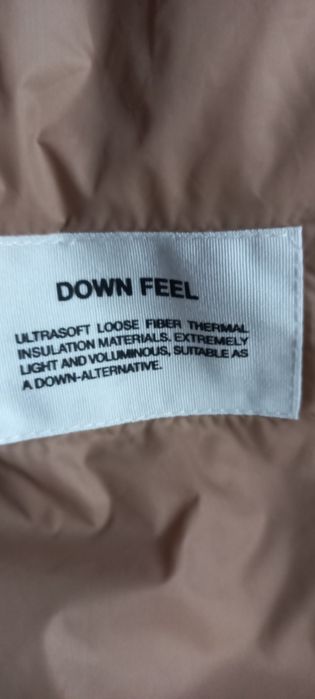 DOWN FEEL
ULTRASOFT LOOSE FIBER THERMAL
INSULATION MATERIALS. EXTREMELY
LIGHT AND VOLUMINOUS, SUITABLE AS
A DOWN-ALTERNATIVE.